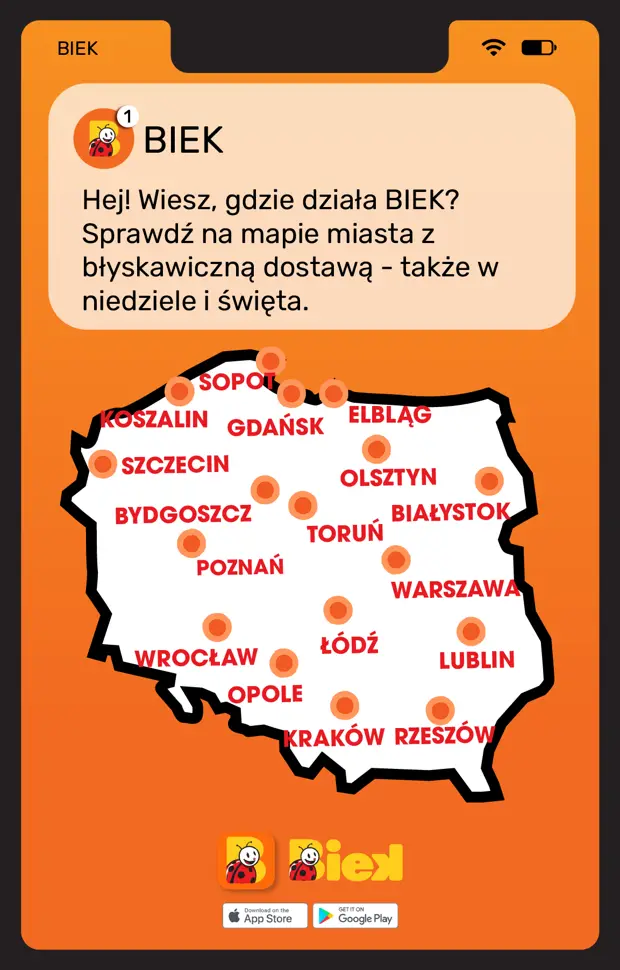 BIEK
1
BIEK
Hej! Wiesz, gdzie działa BIEK?
Sprawdź na mapie miasta z
błyskawiczną dostawą - także w
niedziele i święta.
SOPOT
KOSZALIN
GDAŃSK
ELBLĄG
SZCZECIN
OLSZTYN
BYDGOSZCZ
BIAŁYSTOK
TORUŃ
POZNAŃ
WARSZAWA
ŁÓDŹ
WROCŁAW
LUBLIN
OPOLE
KRAKÓW
RZESZÓW
B
Biek
Download on the
App Store
GET IT ON
Google Play